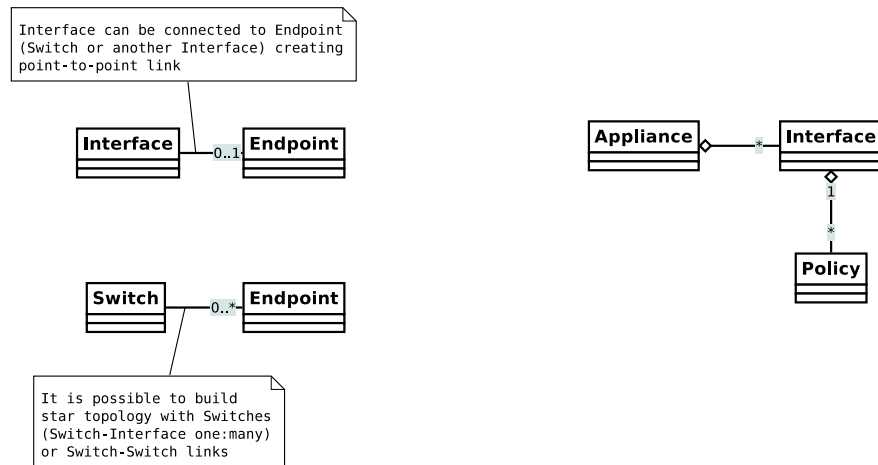 Interface can be connected to Endpoint
(Switch or another Interface) creating
point-to-point link
Interface
0..1
Endpoint
Appliance
*
Interface
1
*
Policy
Switch
0..*
Endpoint
It is possible to build
star topology with Switches
(Switch-Interface one:many)
or Switch-Switch links